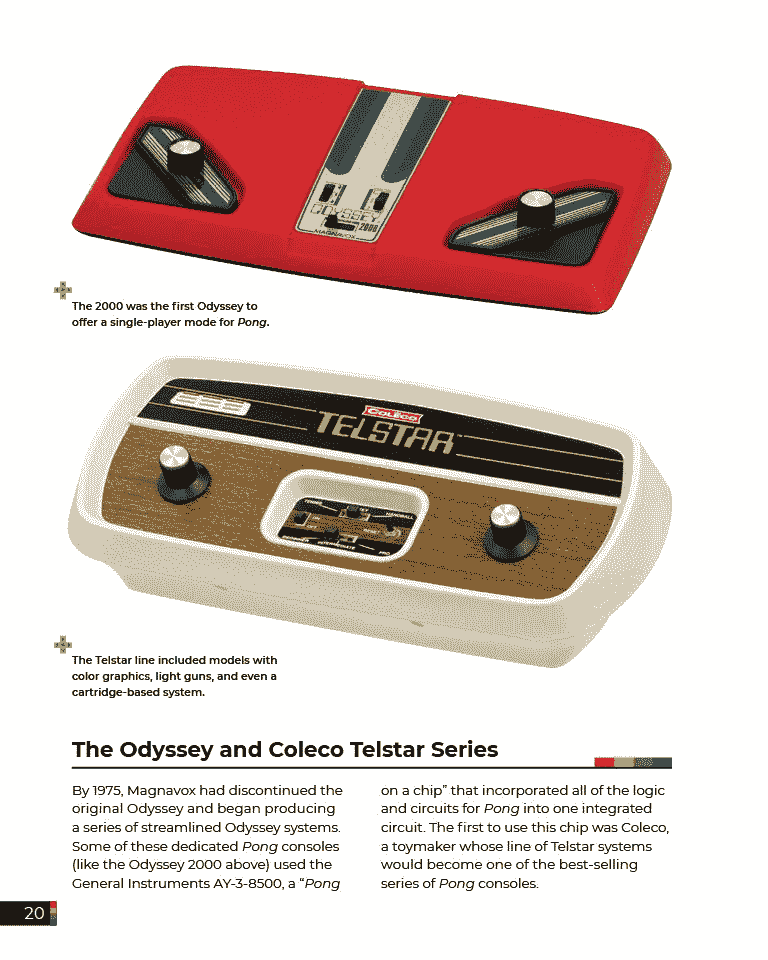 ODYSSEY
2000
MAGNAVOX
The 2000 was the first Odyssey to
offer a single-player mode for Pong.
COLECO
TELSTAR
TENNIS
HANDBALL
INTERMEDIATE
PRO
The Telstar line included models with
color graphics, light guns, and even a
cartridge-based system.
The Odyssey and Coleco Telstar Series
By 1975, Magnavox had discontinued the
original Odyssey and began producing
a series of streamlined Odyssey systems.
Some of these dedicated Pong consoles
(like the Odyssey 2000 above) used the
General Instruments AY-3-8500, a “Pong
on a chip” that incorporated all of the logic
and circuits for Pong into one integrated
circuit. The first to use this chip was Coleco,
a toymaker whose line of Telstar systems
would become one of the best-selling
series of Pong consoles.
20